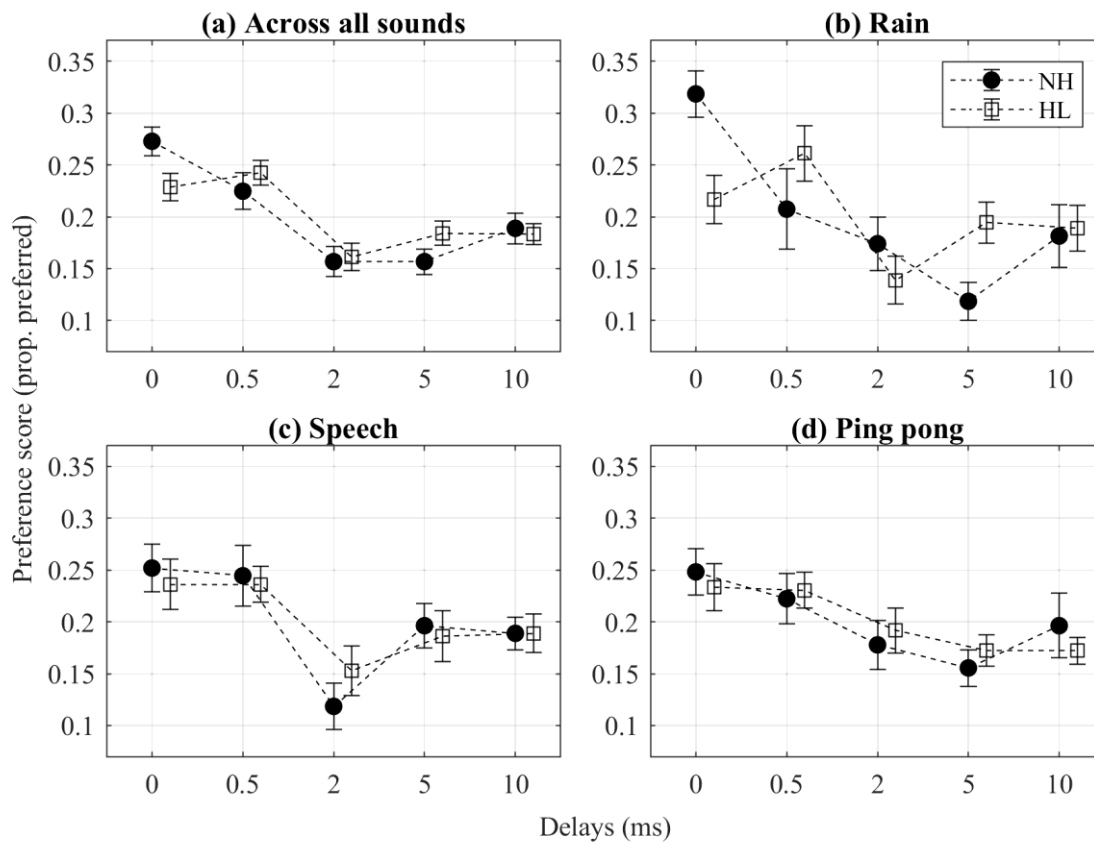 (a) Across all sounds
0.35
0.3
0.25
0.2
0.15
0.1
0 0.5 2 5 10
(b) Rain
NH
HL
0.35
0.3
0.25
0.2
0.15
0.1
0 0.5 2 5 10
(c) Speech
0.35
0.3
0.25
0.2
0.15
0.1
0 0.5 2 5 10
(d) Ping pong
0.35
0.3
0.25
0.2
0.15
0.1
0 0.5 2 5 10
Preference score (prop. preferred)
Delays (ms)